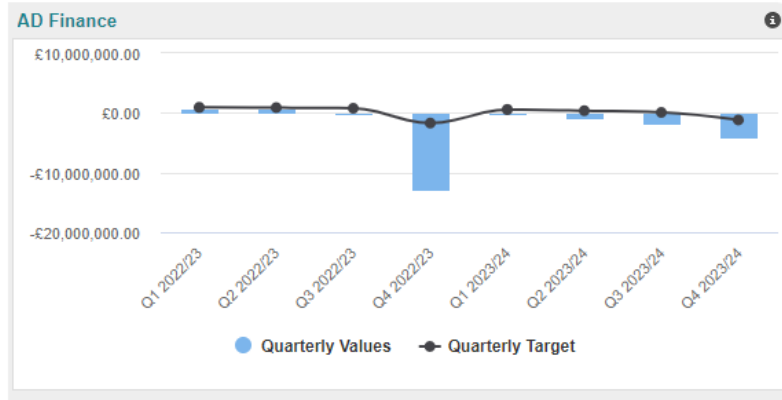 AD Finance
£10,000,000.00
£0.00
-£10,000,000.00
-£20,000,000.00
Q1 2022/23
Q2 2022/23
Q3 2022/23
Q4 2022/23
Q1 2023/24
Q2 2023/24
Q3 2023/24
Q4 2023/24
Quarterly Values
Quarterly Target